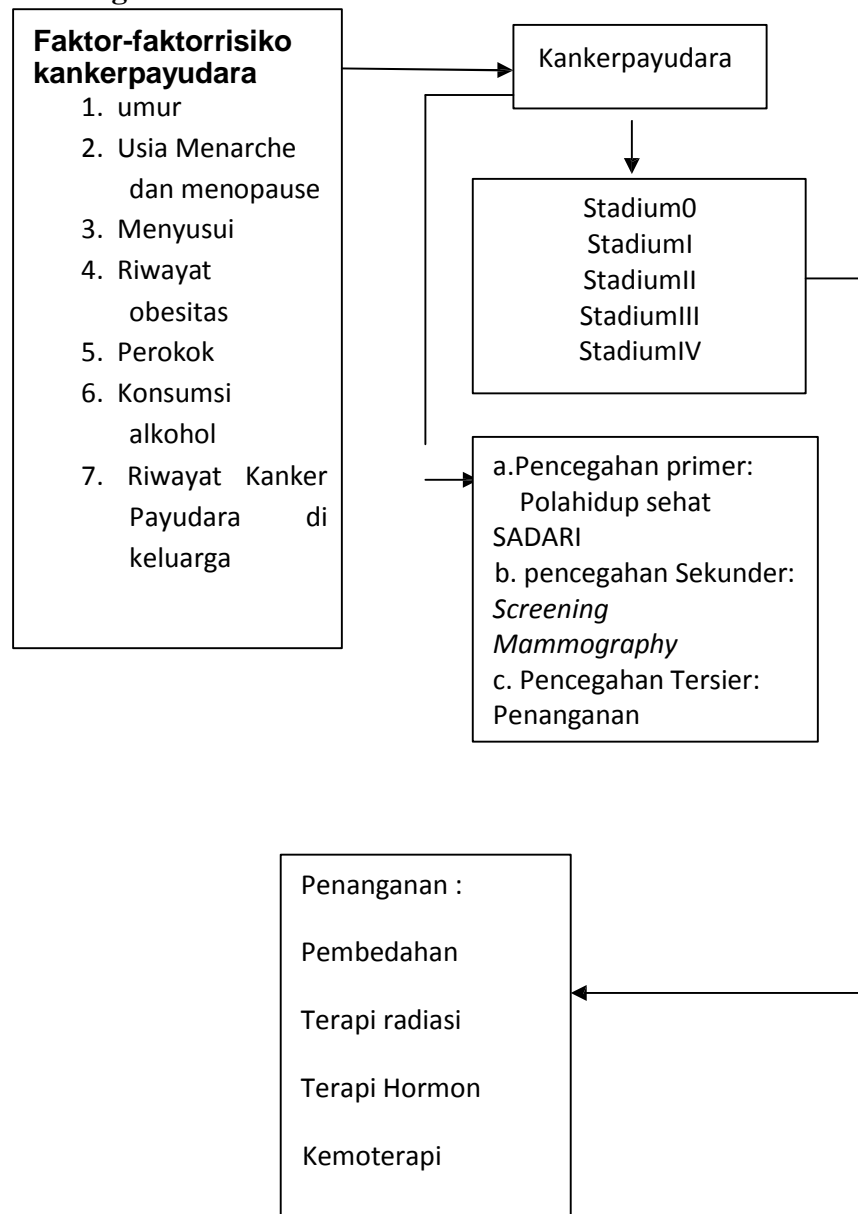 Faktor-faktorrisiko
kankerpayudara
1. umur
2. Usia Menarche
dan menopause
3. Menyusui
4. Riwayat
obesitas
5. Perokok
6. Konsumsi
alkohol
7. Riwayat Kanker
Payudara di
keluarga
Kankerpayudara
Stadium0
StadiumI
StadiumII
StadiumIII
StadiumIV
a.Pencegahan primer:
Polahidup sehat
SADARI
b. pencegahan Sekunder:
Screening
Mammography
c. Pencegahan Tersier:
Penanganan
Penanganan :
Pembedahan
Terapi radiasi
Terapi Hormon
Kemoterapi